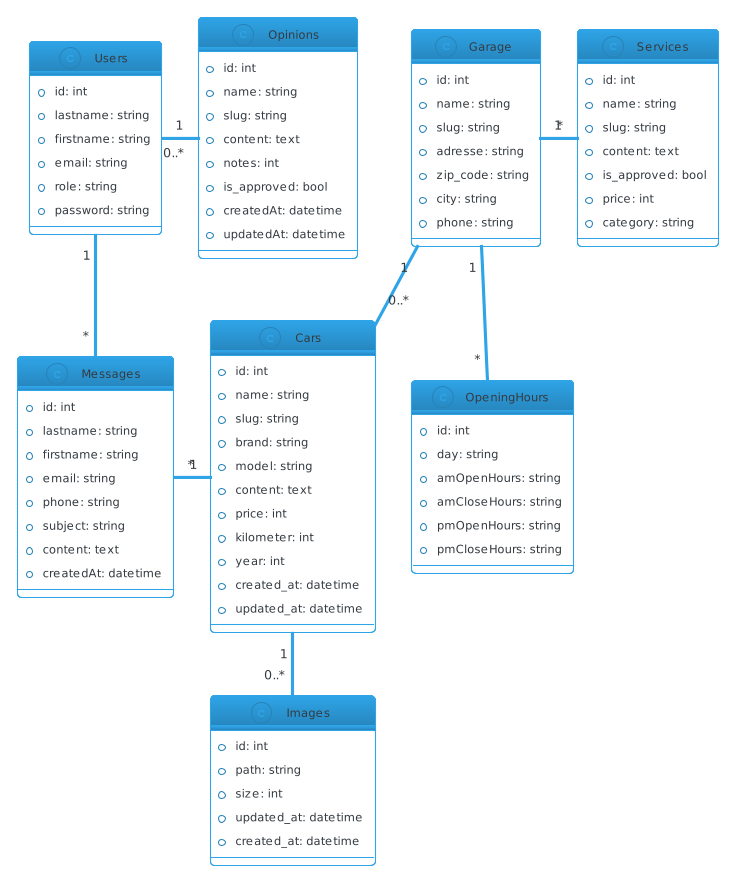 Users
id: int
lastname: string
firstname: string
email: string
role: string
password: string
1
0..*
Opinions
id: int
name: string
slug: string
content: text
notes: int
is_approved: bool
createdAt: datetime
updatedAt: datetime
Garage
id: int
name: string
slug: string
adresse: string
zip_code: string
city: string
phone: string
1
*
Services
id: int
name: string
slug: string
content: text
is_approved: bool
price: int
category: string
1
*
1
0..*
1
*
Messages
id: int
lastname: string
firstname: string
email: string
phone: string
subject: string
content: text
createdAt: datetime
*
1
Cars
id: int
name: string
slug: string
brand: string
model: string
content: text
price: int
kilometer: int
year: int
created_at: datetime
updated_at: datetime
OpeningHours
id: int
day: string
amOpenHours: string
amCloseHours: string
pmOpenHours: string
pmCloseHours: string
1
0..*
Images
id: int
path: string
size: int
updated_at: datetime
created_at: datetime